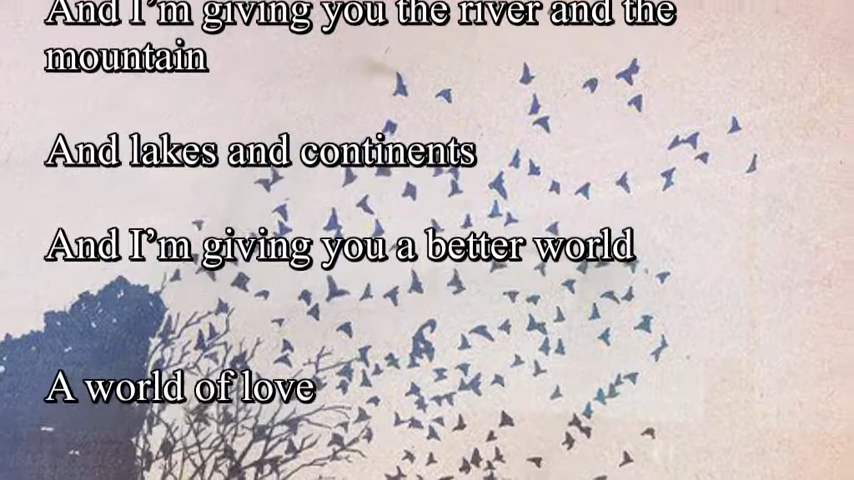 And I’m giving you the river and the
mountain
And lakes and continents
And I’m giving you a better world
A world of love